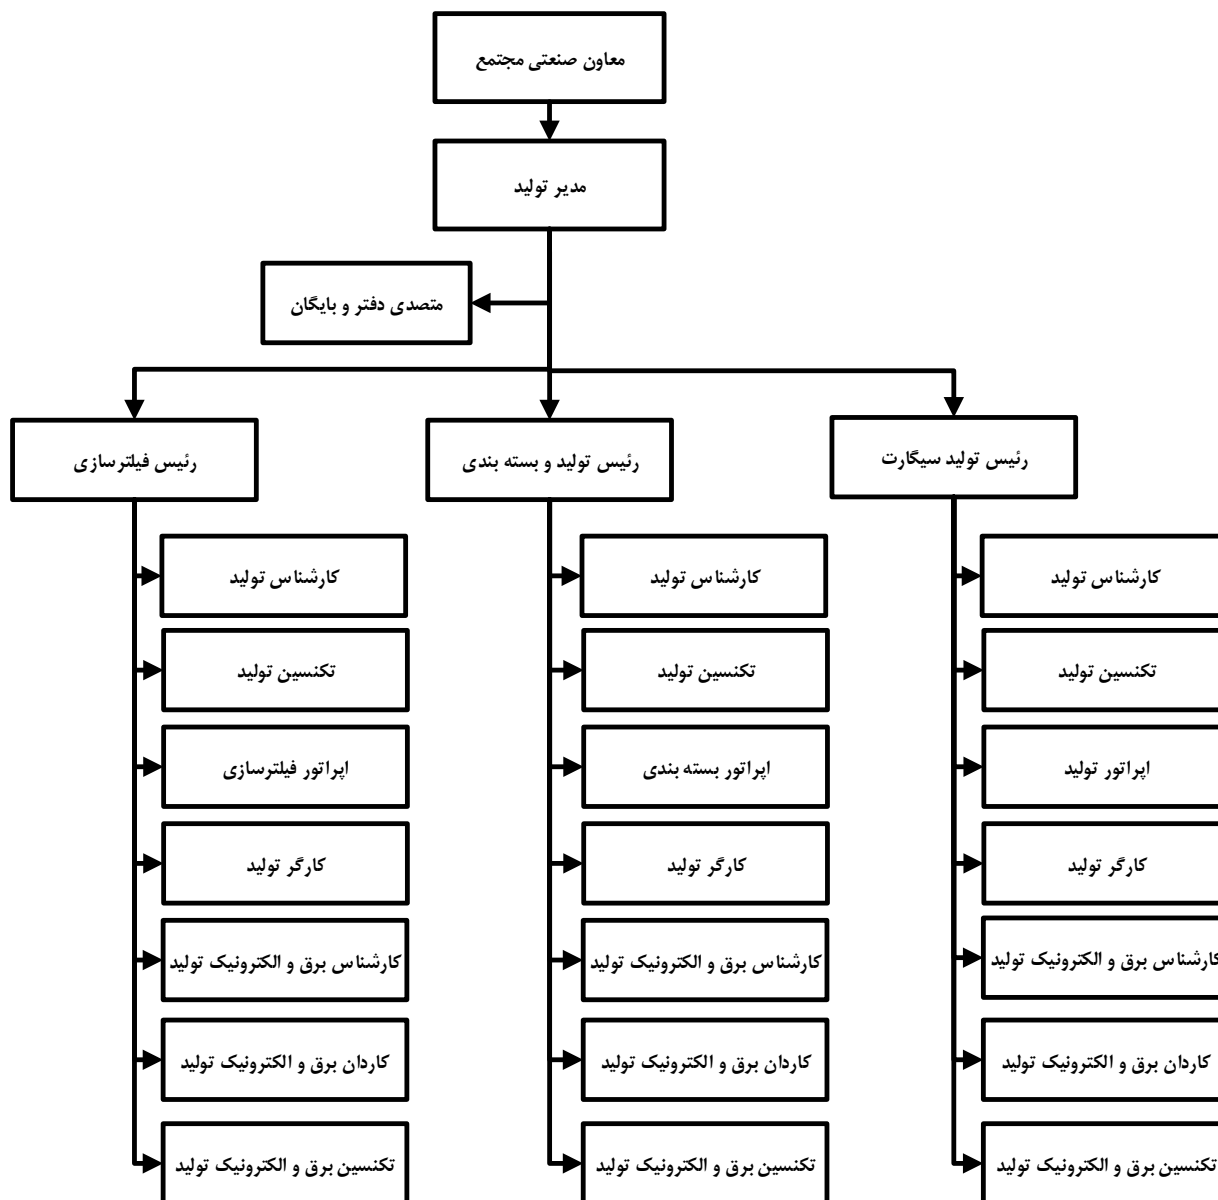 معاون صنعتی مجتمع
مدیر تولید
متصدی دفتر و بایگان
رئیس تولید سیگارت
رئیس تولید و بسته بندی
رئیس فیلترسازی
کارشناس تولید
کارشناس تولید
کارشناس تولید
تکنسین تولید
تکنسین تولید
تکنسین تولید
اپراتور تولید
اپراتور بسته بندی
اپراتور فیلترسازی
کارگر تولید
کارگر تولید
کارگر تولید
کارشناس برق و الکترونیک تولید
کارشناس برق و الکترونیک تولید
کارشناس برق و الکترونیک تولید
کاردان برق و الکترونیک تولید
کاردان برق و الکترونیک تولید
کاردان برق و الکترونیک تولید
تکنسین برق و الکترونیک تولید
تکنسین برق و الکترونیک تولید
تکنسین برق و الکترونیک تولید